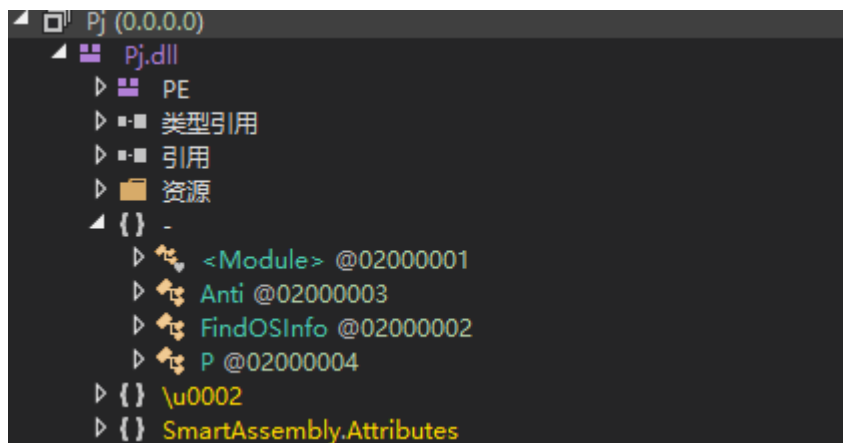 Pj (0.0.0.0)
Pj.dll
PE
类型引用
引用
资源
{} -
<Module> @02000001
Anti @02000003
FindOSInfo @02000002
P @02000004
{} \u0002
{} SmartAssembly.Attributes